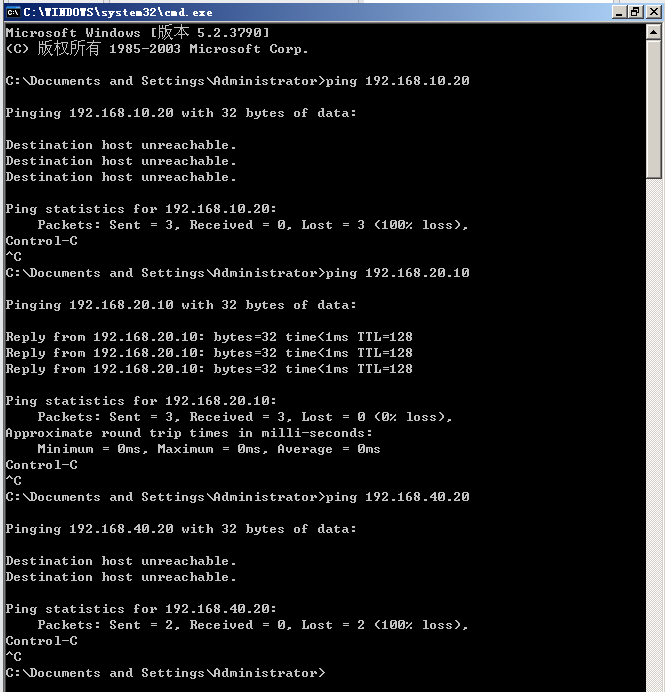 C:\WINDOWS\system32\cmd.exe
Microsoft Windows [版本 5.2.3790]
(C) 版权所有 1985-2003 Microsoft Corp.
C:\Documents and Settings\Administrator>ping 192.168.10.20
Pinging 192.168.10.20 with 32 bytes of data:
Destination host unreachable.
Destination host unreachable.
Destination host unreachable.
Ping statistics for 192.168.10.20:
Packets: Sent = 3, Received = 0, Lost = 3 (100% loss),
Control-C
^C
C:\Documents and Settings\Administrator>ping 192.168.20.10
Pinging 192.168.20.10 with 32 bytes of data:
Reply from 192.168.20.10: bytes=32 time<1ms TTL=128
Reply from 192.168.20.10: bytes=32 time<1ms TTL=128
Reply from 192.168.20.10: bytes=32 time<1ms TTL=128
Ping statistics for 192.168.20.10:
Packets: Sent = 3, Received = 3, Lost = 0 (0% loss),
Approximate round trip times in milli-seconds:
Minimum = 0ms, Maximum = 0ms, Average = 0ms
Control-C
^C
C:\Documents and Settings\Administrator>ping 192.168.40.20
Pinging 192.168.40.20 with 32 bytes of data:
Destination host unreachable.
Destination host unreachable.
Ping statistics for 192.168.40.20:
Packets: Sent = 2, Received = 0, Lost = 2 (100% loss),
Control-C
^C
C:\Documents and Settings\Administrator>